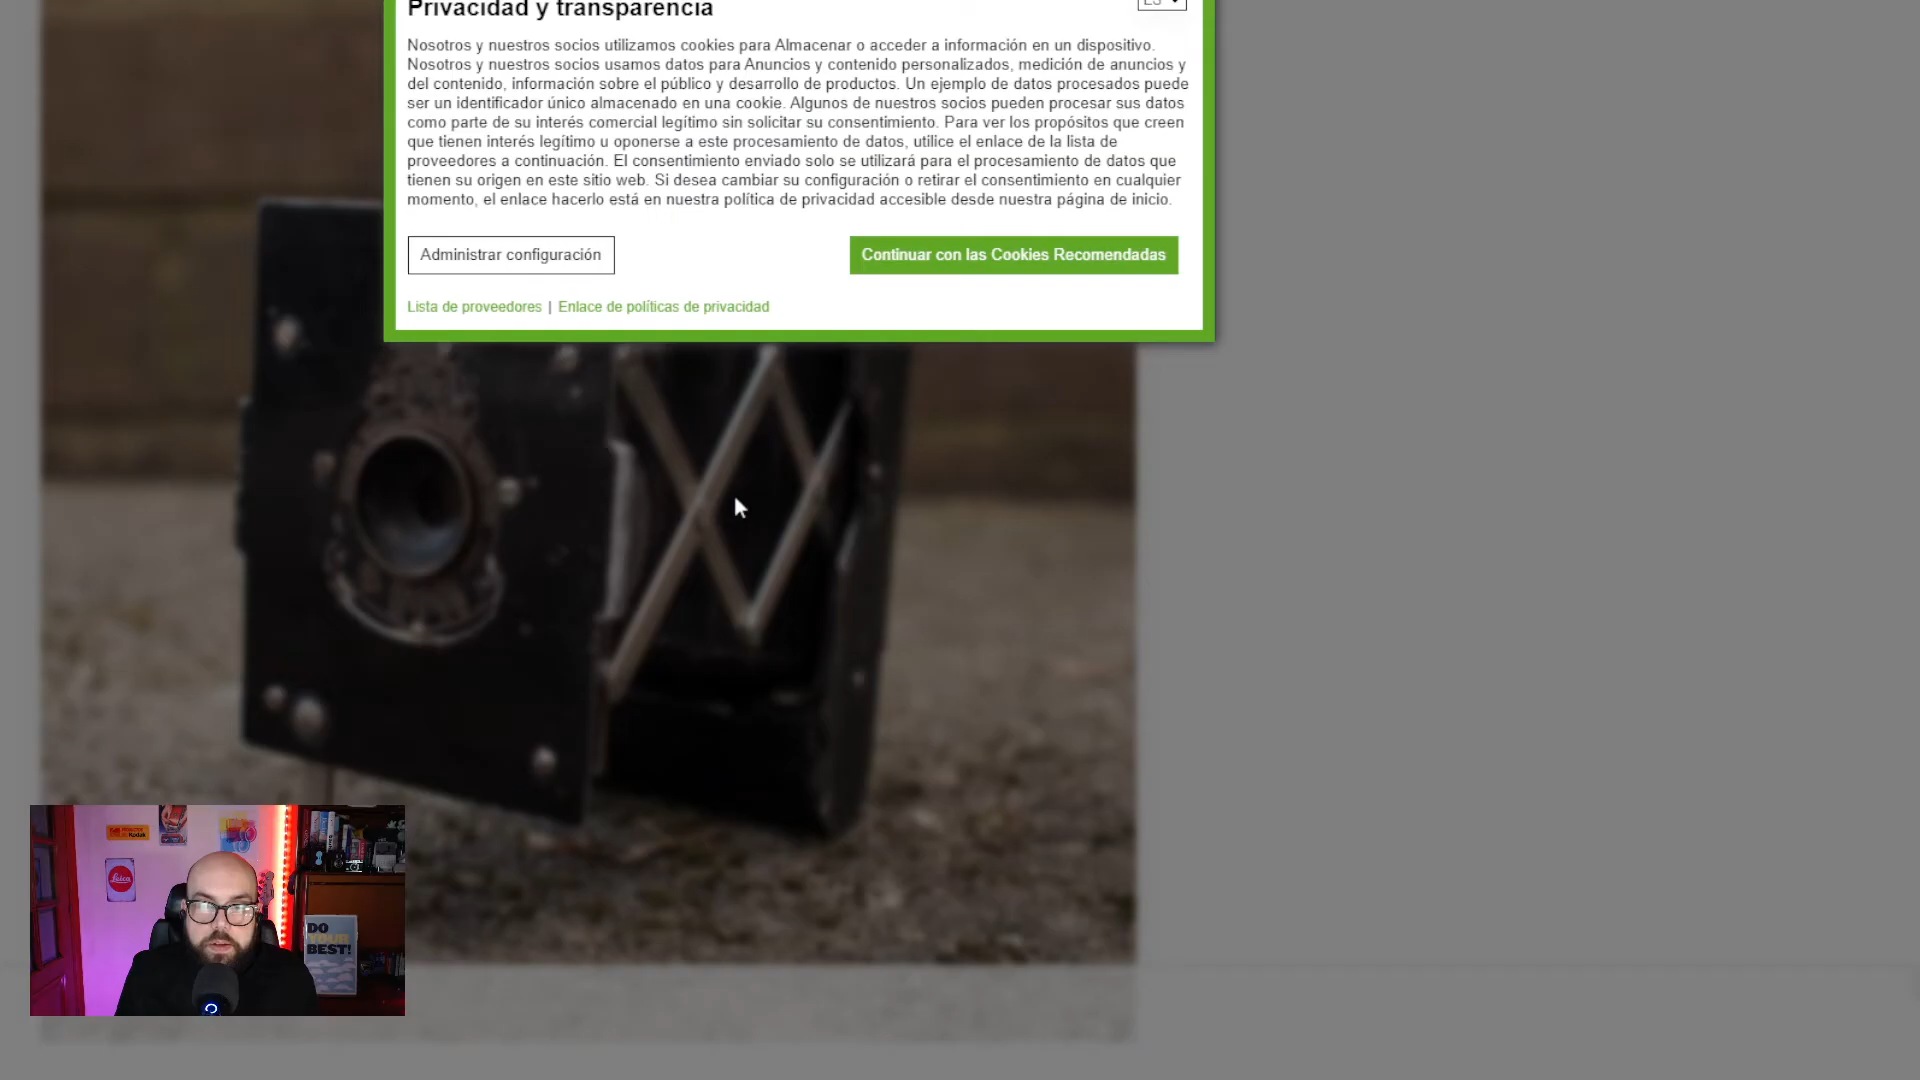 Privacidad y transparencia
ES
Nosotros y nuestros socios utilizamos cookies para Almacenar o acceder a información en un dispositivo.
Nosotros y nuestros socios usamos datos para Anuncios y contenido personalizados, medición de anuncios y
del contenido, información sobre el público y desarrollo de productos. Un ejemplo de datos procesados puede
ser un identificador único almacenado en una cookie. Algunos de nuestros socios pueden procesar sus datos
como parte de su interés comercial legítimo sin solicitar su consentimiento. Para ver los propósitos que creen
que tienen interés legítimo u oponerse a este procesamiento de datos, utilice el enlace de la lista de
proveedores a continuación. El consentimiento enviado solo se utilizará para el procesamiento de datos que
tienen su origen en este sitio web. Si desea cambiar su configuración o retirar el consentimiento en cualquier
momento, el enlace hacerlo está en nuestra política de privacidad accesible desde nuestra página de inicio.
Administrar configuración
Continuar con las Cookies Recomendadas
Lista de proveedores | Enlace de políticas de privacidad
Kodak
Leica
DO
YOUR
BEST!